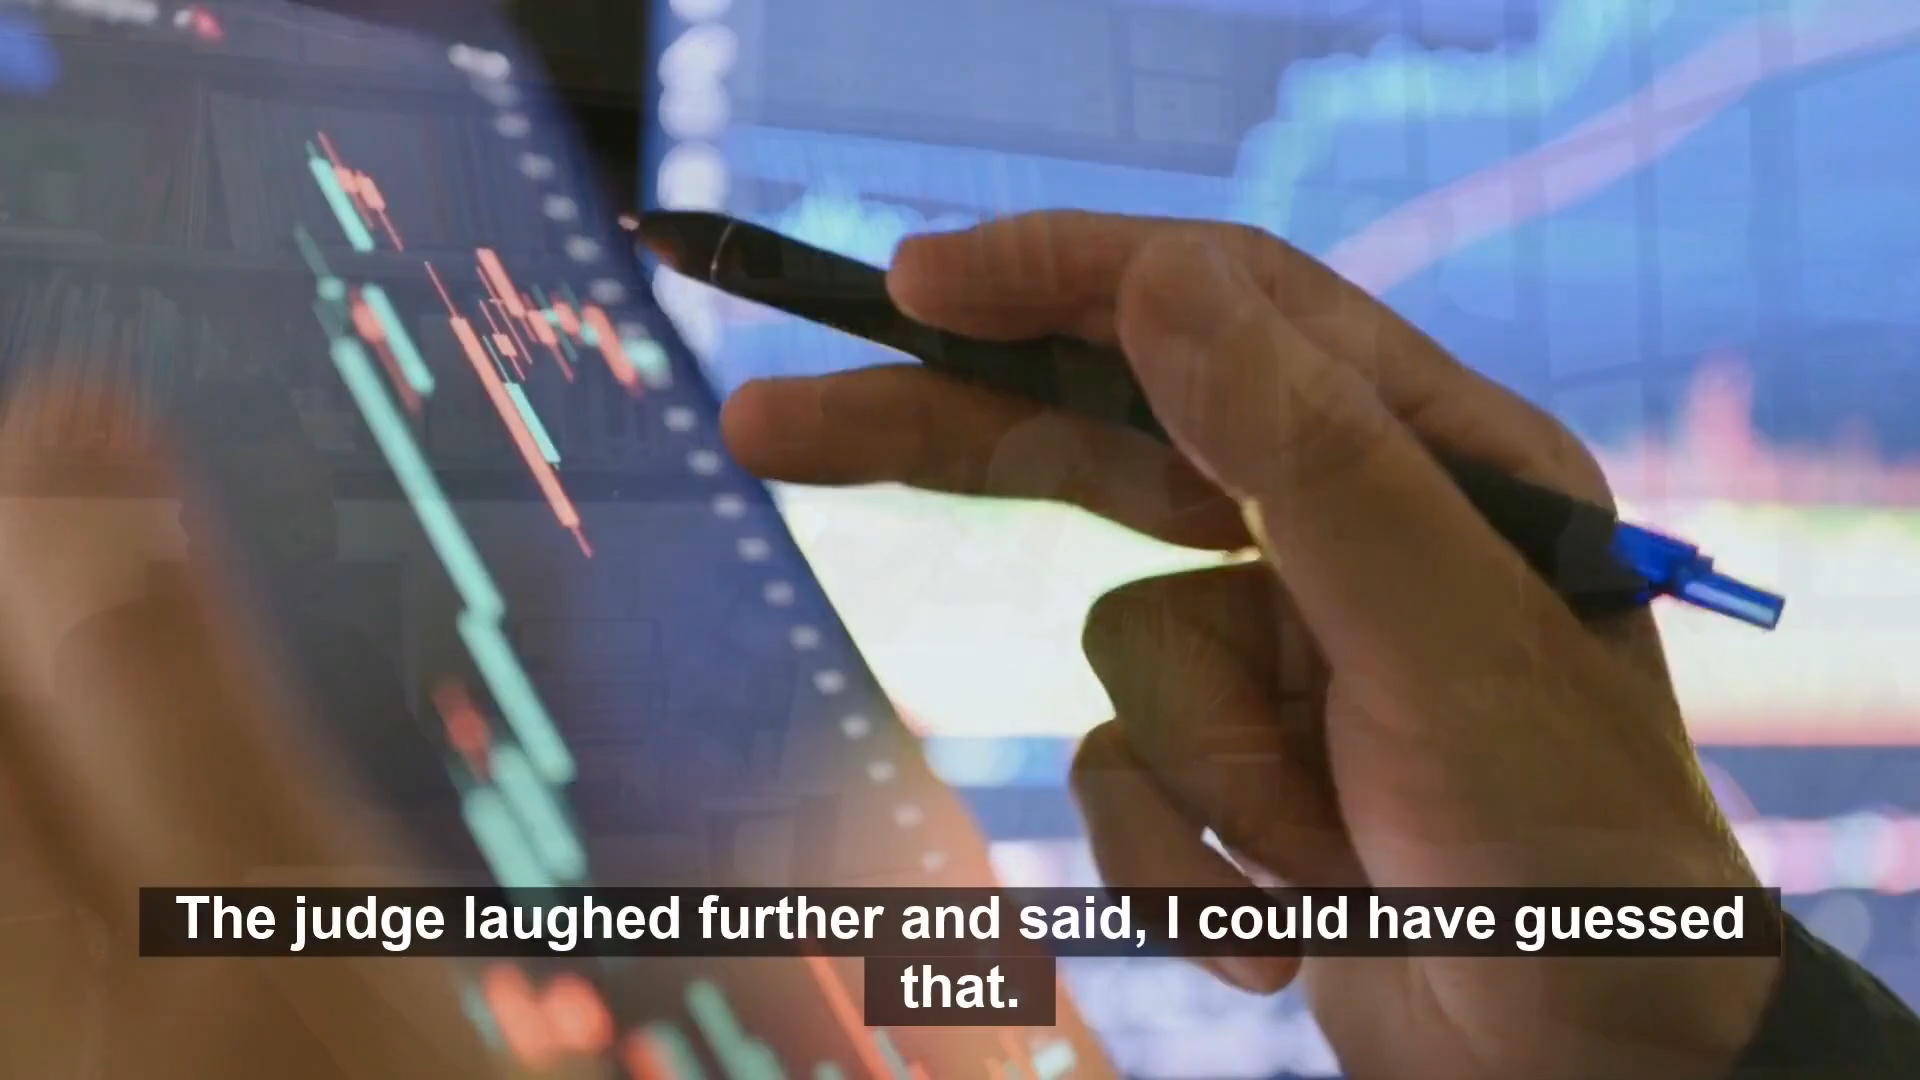 The judge laughed further and said, I could have guessed
that.